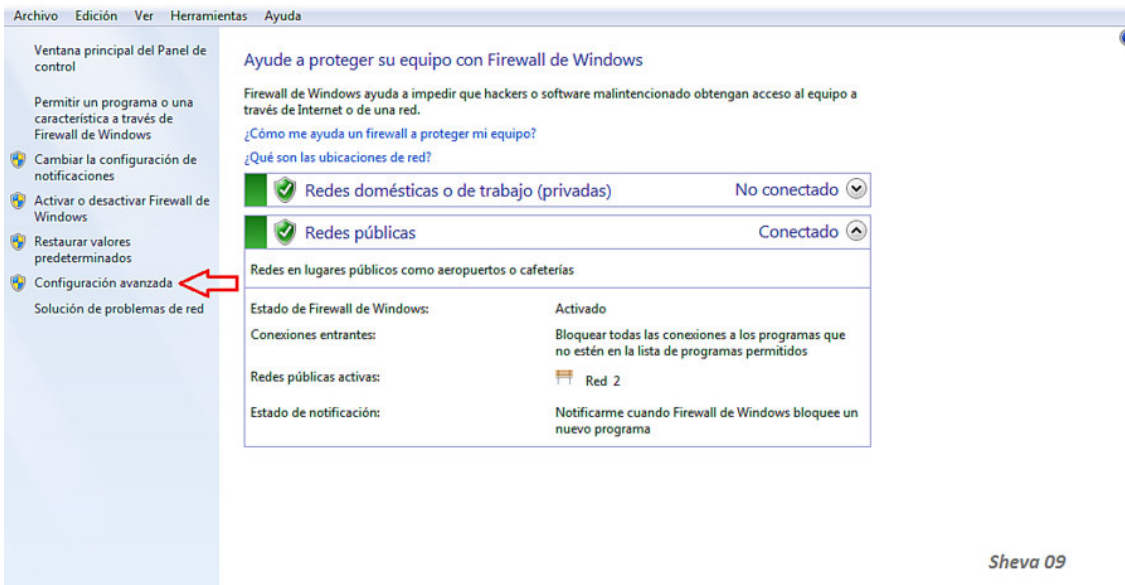 Archivo Edición Ver Herramientas Ayuda
Ventana principal del Panel de
control
Permitir un programa o una
característica a través de
Firewall de Windows
Cambiar la configuración de
notificaciones
Activar o desactivar Firewall de
Windows
Restaurar valores
predeterminados
Configuración avanzada
Solución de problemas de red
Ayude a proteger su equipo con Firewall de Windows
Firewall de Windows ayuda a impedir que hackers o software malintencionado obtengan acceso al equipo a
través de Internet o de una red.
¿Cómo me ayuda un firewall a proteger mi equipo?
¿Qué son las ubicaciones de red?
Redes domésticas o de trabajo (privadas) No conectado
Redes públicas Conectado
Redes en lugares públicos como aeropuertos o cafeterías
Estado de Firewall de Windows: Activado
Conexiones entrantes: Bloquear todas las conexiones a los programas que
no estén en la lista de programas permitidos
Redes públicas activas: Red 2
Estado de notificación: Notificarme cuando Firewall de Windows bloquee un
nuevo programa
Sheva 09